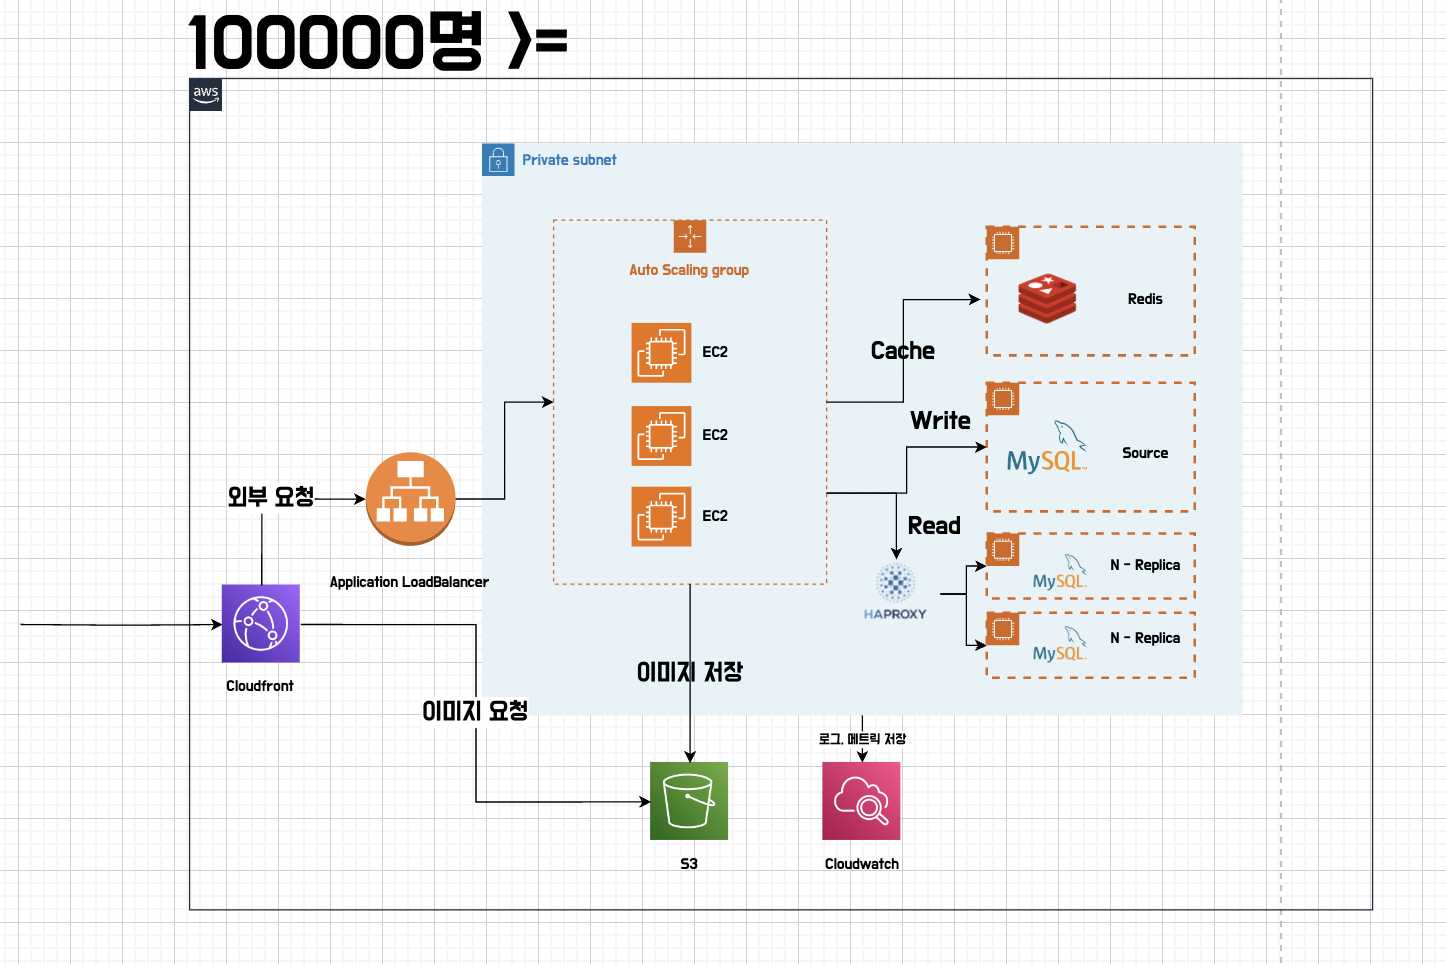 100000명 >=
aws
Private subnet
Auto Scaling group
EC2
EC2
EC2
Cache
Redis
Write
MySQL
Source
Read
HAPROXY
MySQL
N - Replica
MySQL
N - Replica
외부 요청
Application LoadBalancer
Cloudfront
이미지 요청
이미지 저장
로그, 메트릭 저장
S3
Cloudwatch